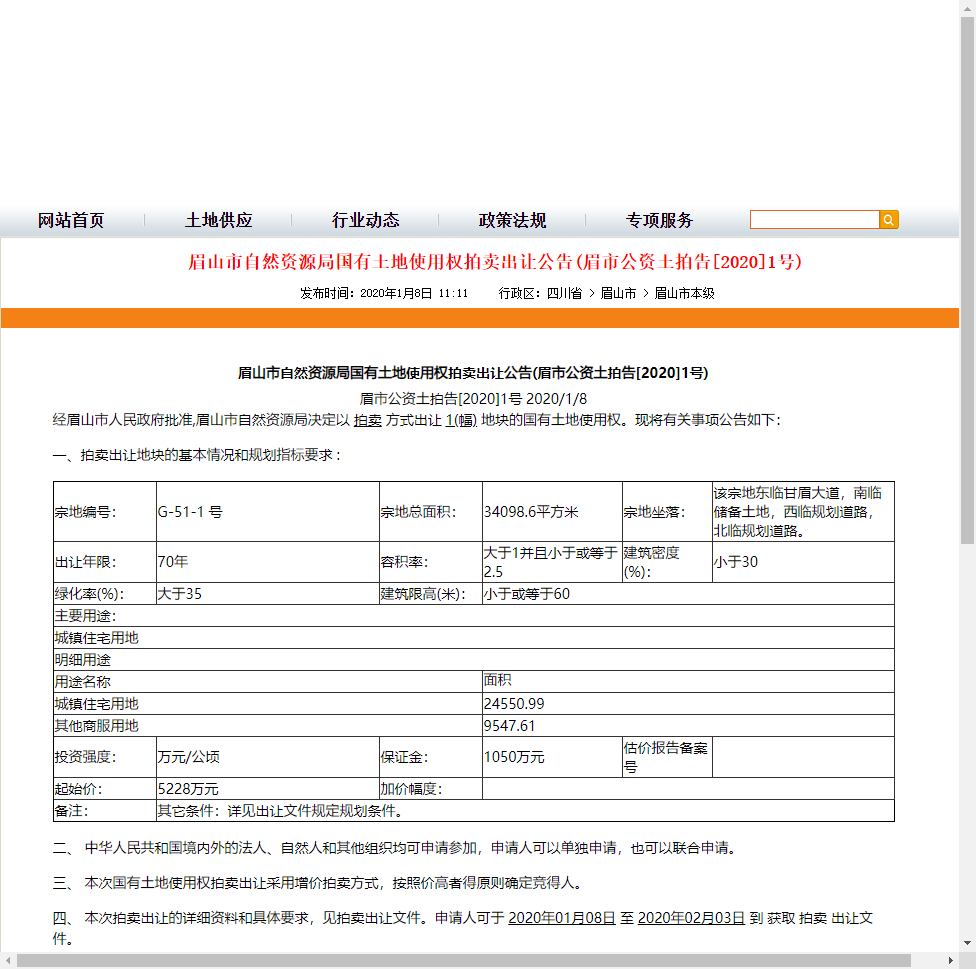 网站首页 土地供应 行业动态 政策法规 专项服务
眉山市自然资源局国有土地使用权拍卖出让公告(眉市公资土拍告[2020]1号)
发布时间：2020年1月8日 11:11 行政区：四川省 > 眉山市 > 眉山市本级
眉山市自然资源局国有土地使用权拍卖出让公告(眉市公资土拍告[2020]1号)
眉市公资土拍告[2020]1号 2020/1/8
经眉山市人民政府批准,眉山市自然资源局决定以 拍卖 方式出让 1(幅) 地块的国有土地使用权。现将有关事项公告如下：
一、拍卖出让地块的基本情况和规划指标要求：
宗地编号： G-51-1 号 宗地总面积： 34098.6平方米 宗地坐落： 该宗地东临甘眉大道，南临
储备土地，西临规划道路，
北临规划道路。
出让年限： 70年 容积率： 大于1并且小于或等于 建筑密度 小于30
2.5 (%)：
绿化率(%)： 大于35 建筑限高(米)： 小于或等于60
主要用途：
城镇住宅用地
明细用途
用途名称 面积
城镇住宅用地 24550.99
其他商服用地 9547.61
投资强度： 万元/公顷 保证金： 1050万元 估价报告备案
号
起始价： 5228万元 加价幅度：
备注： 其它条件：详见出让文件规定规划条件。
二、 中华人民共和国境内外的法人、自然人和其他组织均可申请参加，申请人可以单独申请，也可以联合申请。
三、 本次国有土地使用权拍卖出让采用增价拍卖方式，按照价高者得原则确定竞得人。
四、 本次拍卖出让的详细资料和具体要求，见拍卖出让文件。申请人可于 2020年01月08日 至 2020年02月03日 到 获取 拍卖 出让文
件。